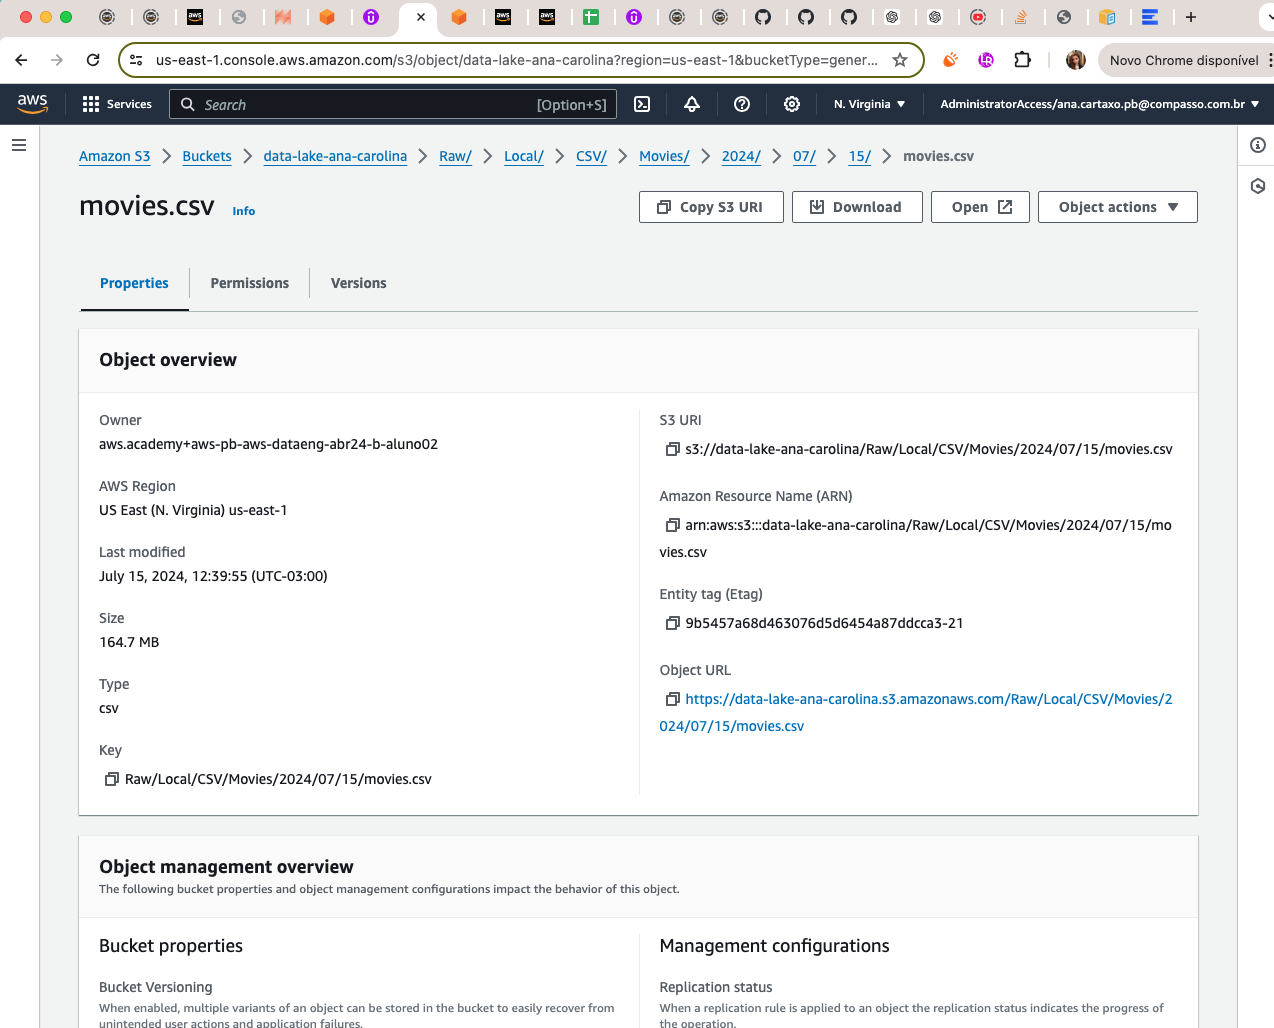 us-east-1.console.aws.amazon.com/s3/object/data-lake-ana-carolina?region=us-east-1&bucketType=gener...
Novo Chrome disponível
aws
Services
Search
[Option+S]
N. Virginia
AdministratorAccess/ana.cartaxo.pb@compasso.com.br
Amazon S3 > Buckets > data-lake-ana-carolina > Raw/ > Local/ > CSV/ > Movies/ > 2024/ > 07/ > 15/ > movies.csv
movies.csv Info
Copy S3 URI
Download
Open
Object actions
Properties
Permissions
Versions
Object overview
Owner
aws.academy+aws-pb-aws-dataeng-abr24-b-aluno02
AWS Region
US East (N. Virginia) us-east-1
Last modified
July 15, 2024, 12:39:55 (UTC-03:00)
Size
164.7 MB
Type
csv
Key
Raw/Local/CSV/Movies/2024/07/15/movies.csv
S3 URI
s3://data-lake-ana-carolina/Raw/Local/CSV/Movies/2024/07/15/movies.csv
Amazon Resource Name (ARN)
arn:aws:s3:::data-lake-ana-carolina/Raw/Local/CSV/Movies/2024/07/15/mo
vies.csv
Entity tag (Etag)
9b5457a68d463076d5d6454a87ddcca3-21
Object URL
https://data-lake-ana-carolina.s3.amazonaws.com/Raw/Local/CSV/Movies/2
024/07/15/movies.csv
Object management overview
The following bucket properties and object management configurations impact the behavior of this object.
Bucket properties
Bucket Versioning
When enabled, multiple variants of an object can be stored in the bucket to easily recover from
unintended user actions and application failures.
Management configurations
Replication status
When a replication rule is applied to an object the replication status indicates the progress of
the operation.